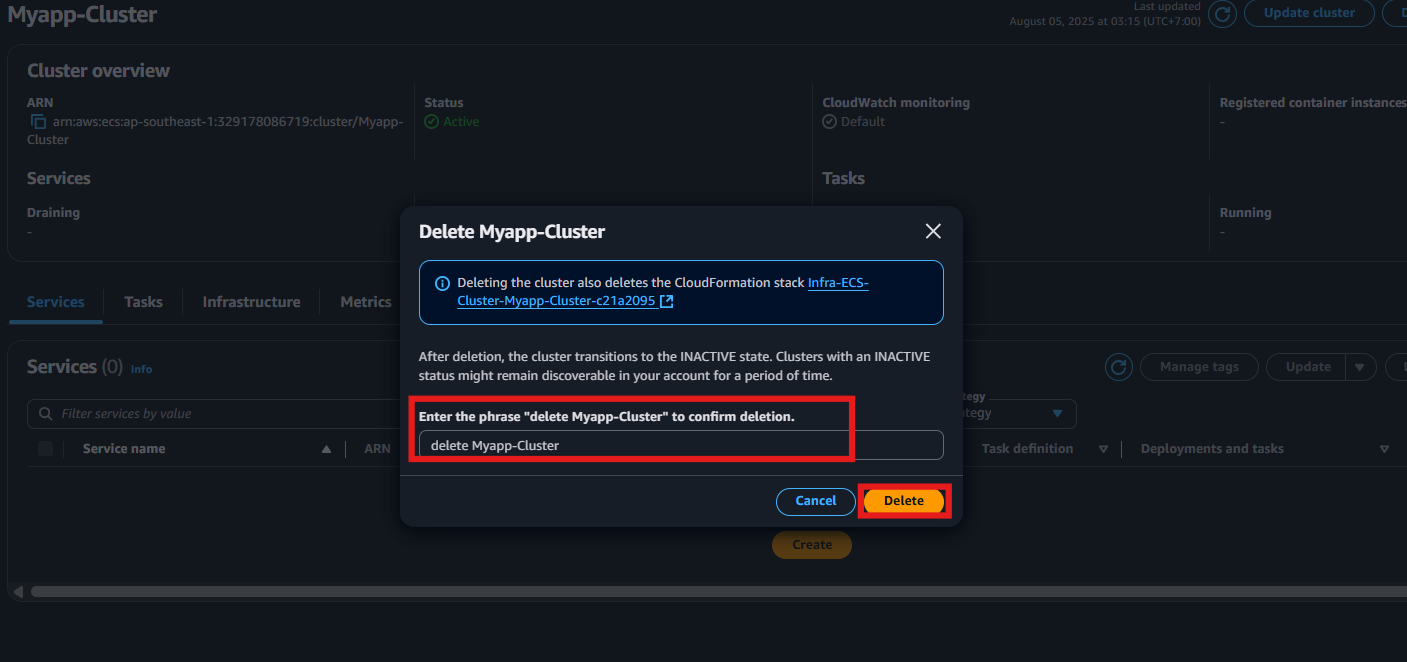 Myapp-Cluster
Last updated
August 05, 2025 at 03:15 (UTC+7:00)
Update cluster
Cluster overview
ARN
arn:aws:ecs:ap-southeast-1:329178086719:cluster/Myapp-
Cluster
Status
Active
CloudWatch monitoring
Default
Registered container instances
-
Services
Tasks
Draining
-
Running
-
Delete Myapp-Cluster
Deleting the cluster also deletes the CloudFormation stack Infra-ECS-
Cluster-Myapp-Cluster-c21a2095
After deletion, the cluster transitions to the INACTIVE state. Clusters with an INACTIVE
status might remain discoverable in your account for a period of time.
Enter the phrase "delete Myapp-Cluster" to confirm deletion.
delete Myapp-Cluster
Cancel
Delete
Services
Tasks
Infrastructure
Metrics
Services (0) Info
Manage tags
Update
Filter services by value
Service name
ARN
Task definition
Deployments and tasks
Create